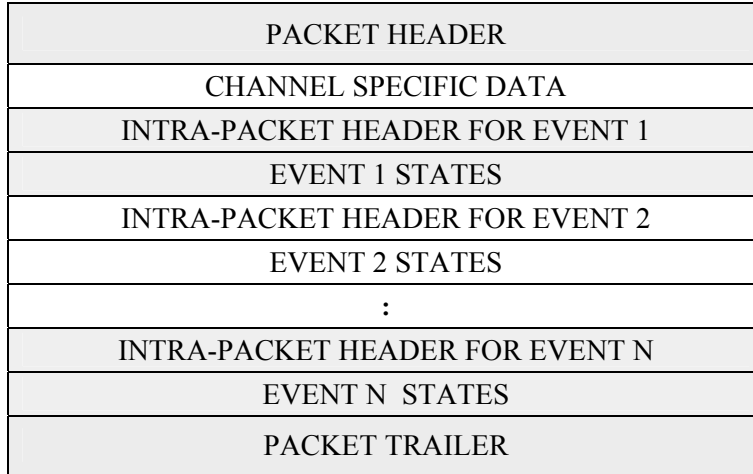 PACKET HEADER
CHANNEL SPECIFIC DATA
INTRA-PACKET HEADER FOR EVENT 1
EVENT 1 STATES
INTRA-PACKET HEADER FOR EVENT 2
EVENT 2 STATES
:
INTRA-PACKET HEADER FOR EVENT N
EVENT N STATES
PACKET TRAILER